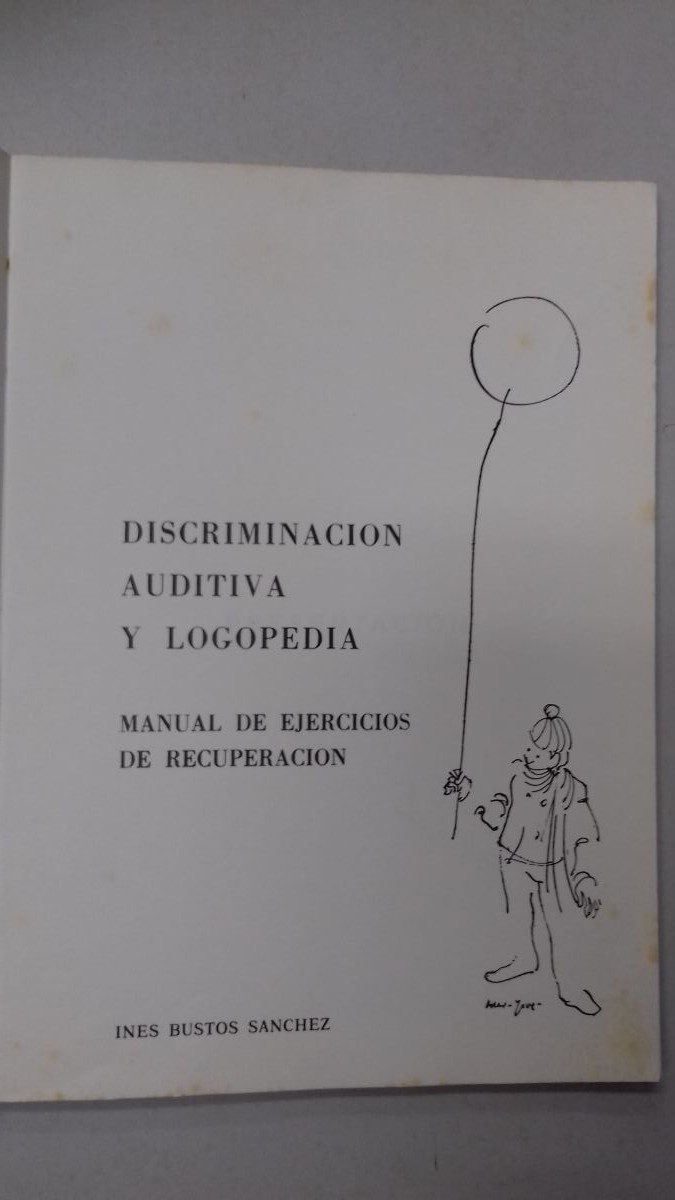 DISCRIMINACION
AUDITIVA
Y LOGOPEDIA
MANUAL DE EJERCICIOS
DE RECUPERACION
INES BUSTOS SANCHEZ